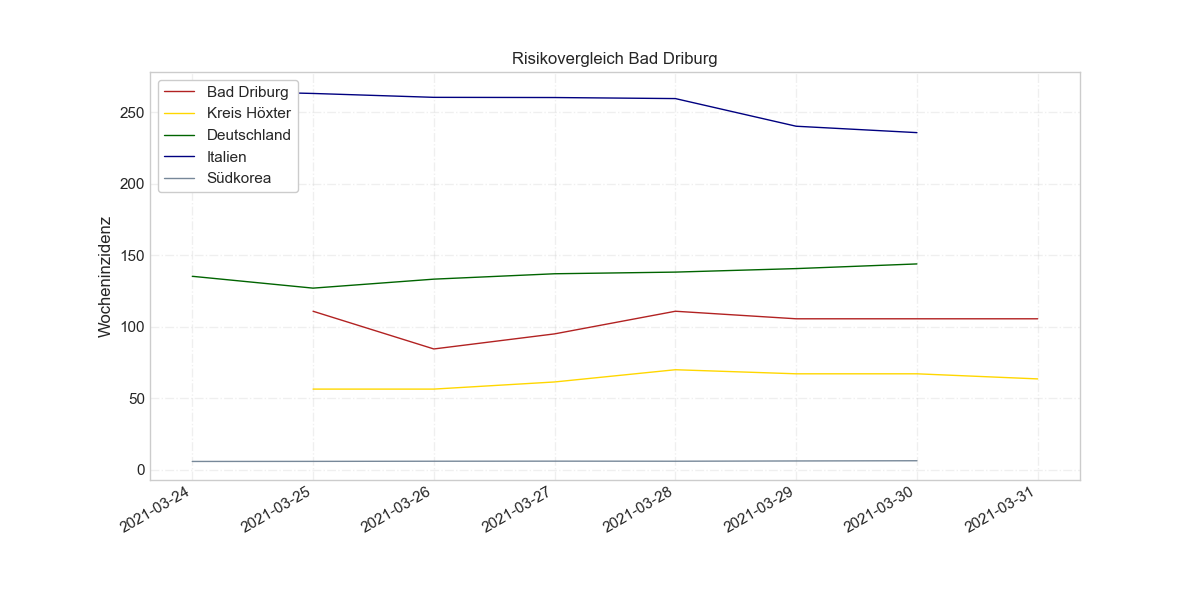 Risikovergleich Bad Driburg
Bad Driburg
Kreis Höxter
Deutschland
Italien
Südkorea
Wocheninzidenz
250
200
150
100
50
0
2021-03-24
2021-03-25
2021-03-26
2021-03-27
2021-03-28
2021-03-29
2021-03-30
2021-03-31